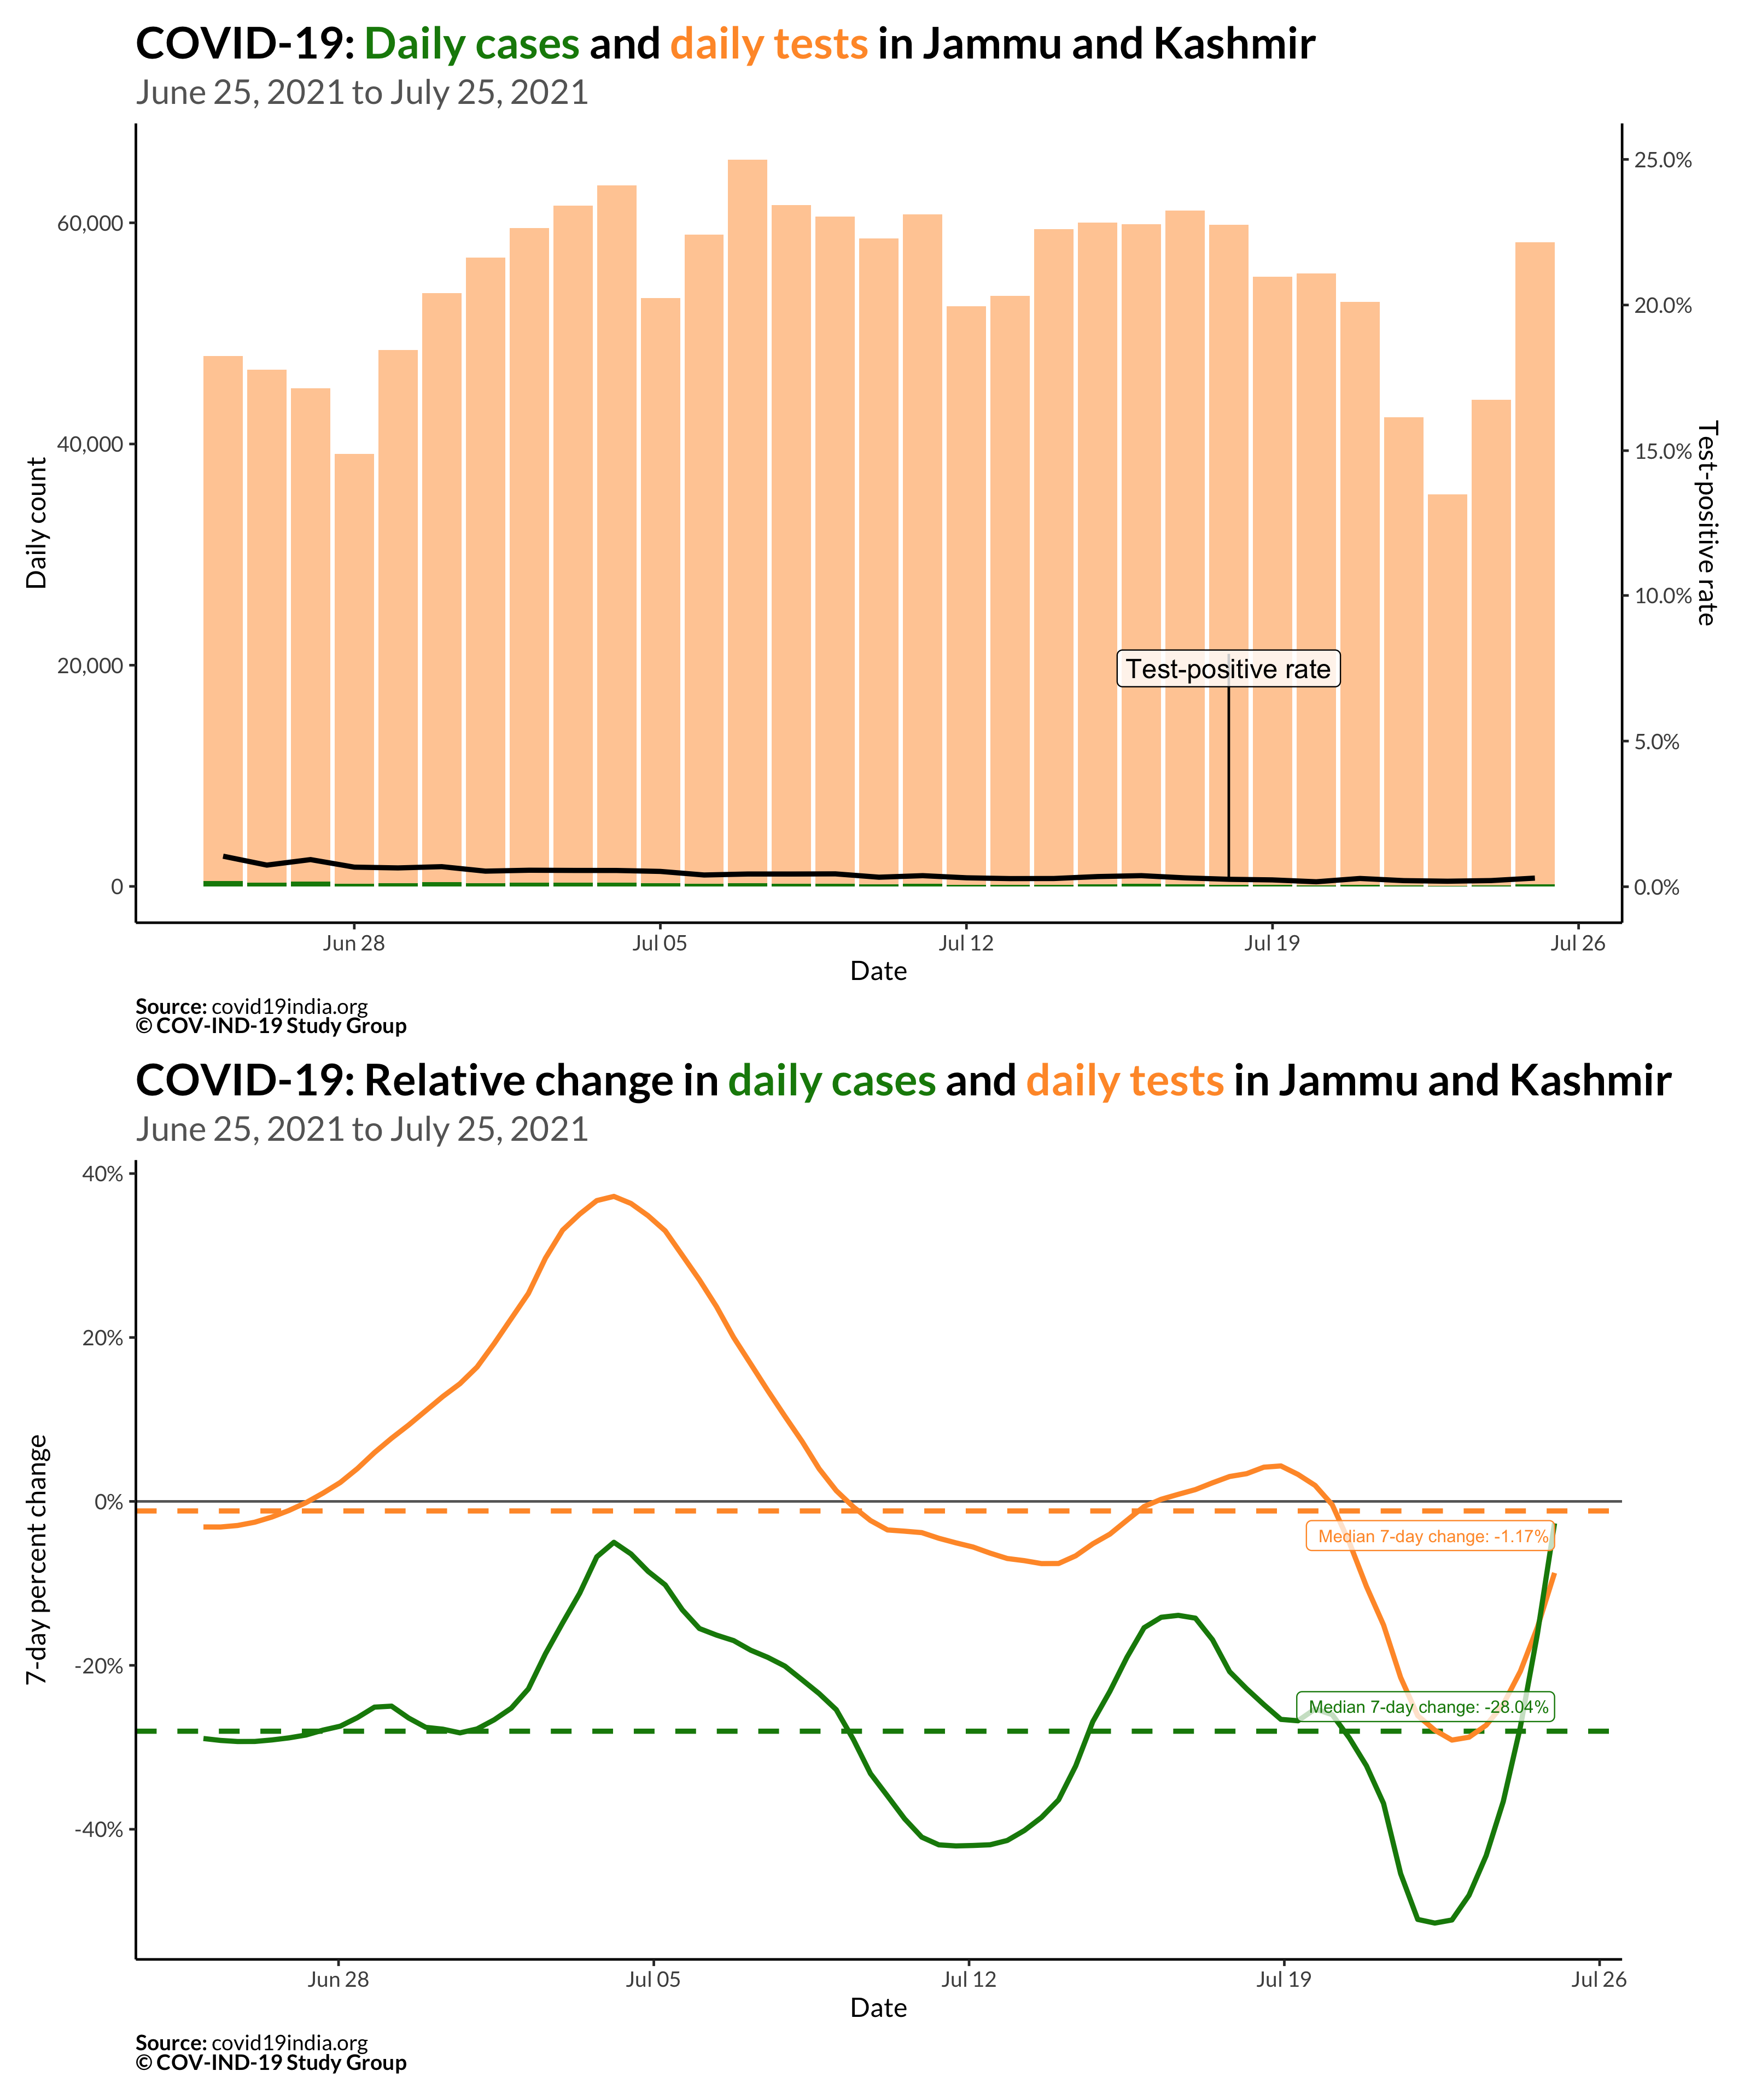 COVID-19: Daily cases and daily tests in Jammu and Kashmir
June 25, 2021 to July 25, 2021
60,000
40,000
20,000
0
Daily count
25.0%
20.0%
15.0%
10.0%
5.0%
0.0%
Test-positive rate
Test-positive rate
Jun 28
Jul 05
Jul 12
Jul 19
Jul 26
Date
Source: covid19india.org
© COV-IND-19 Study Group
COVID-19: Relative change in daily cases and daily tests in Jammu and Kashmir
June 25, 2021 to July 25, 2021
40%
20%
0%
-20%
-40%
7-day percent change
Median 7-day change: -1.17%
Median 7-day change: -28.04%
Jun 28
Jul 05
Jul 12
Jul 19
Jul 26
Date
Source: covid19india.org
© COV-IND-19 Study Group